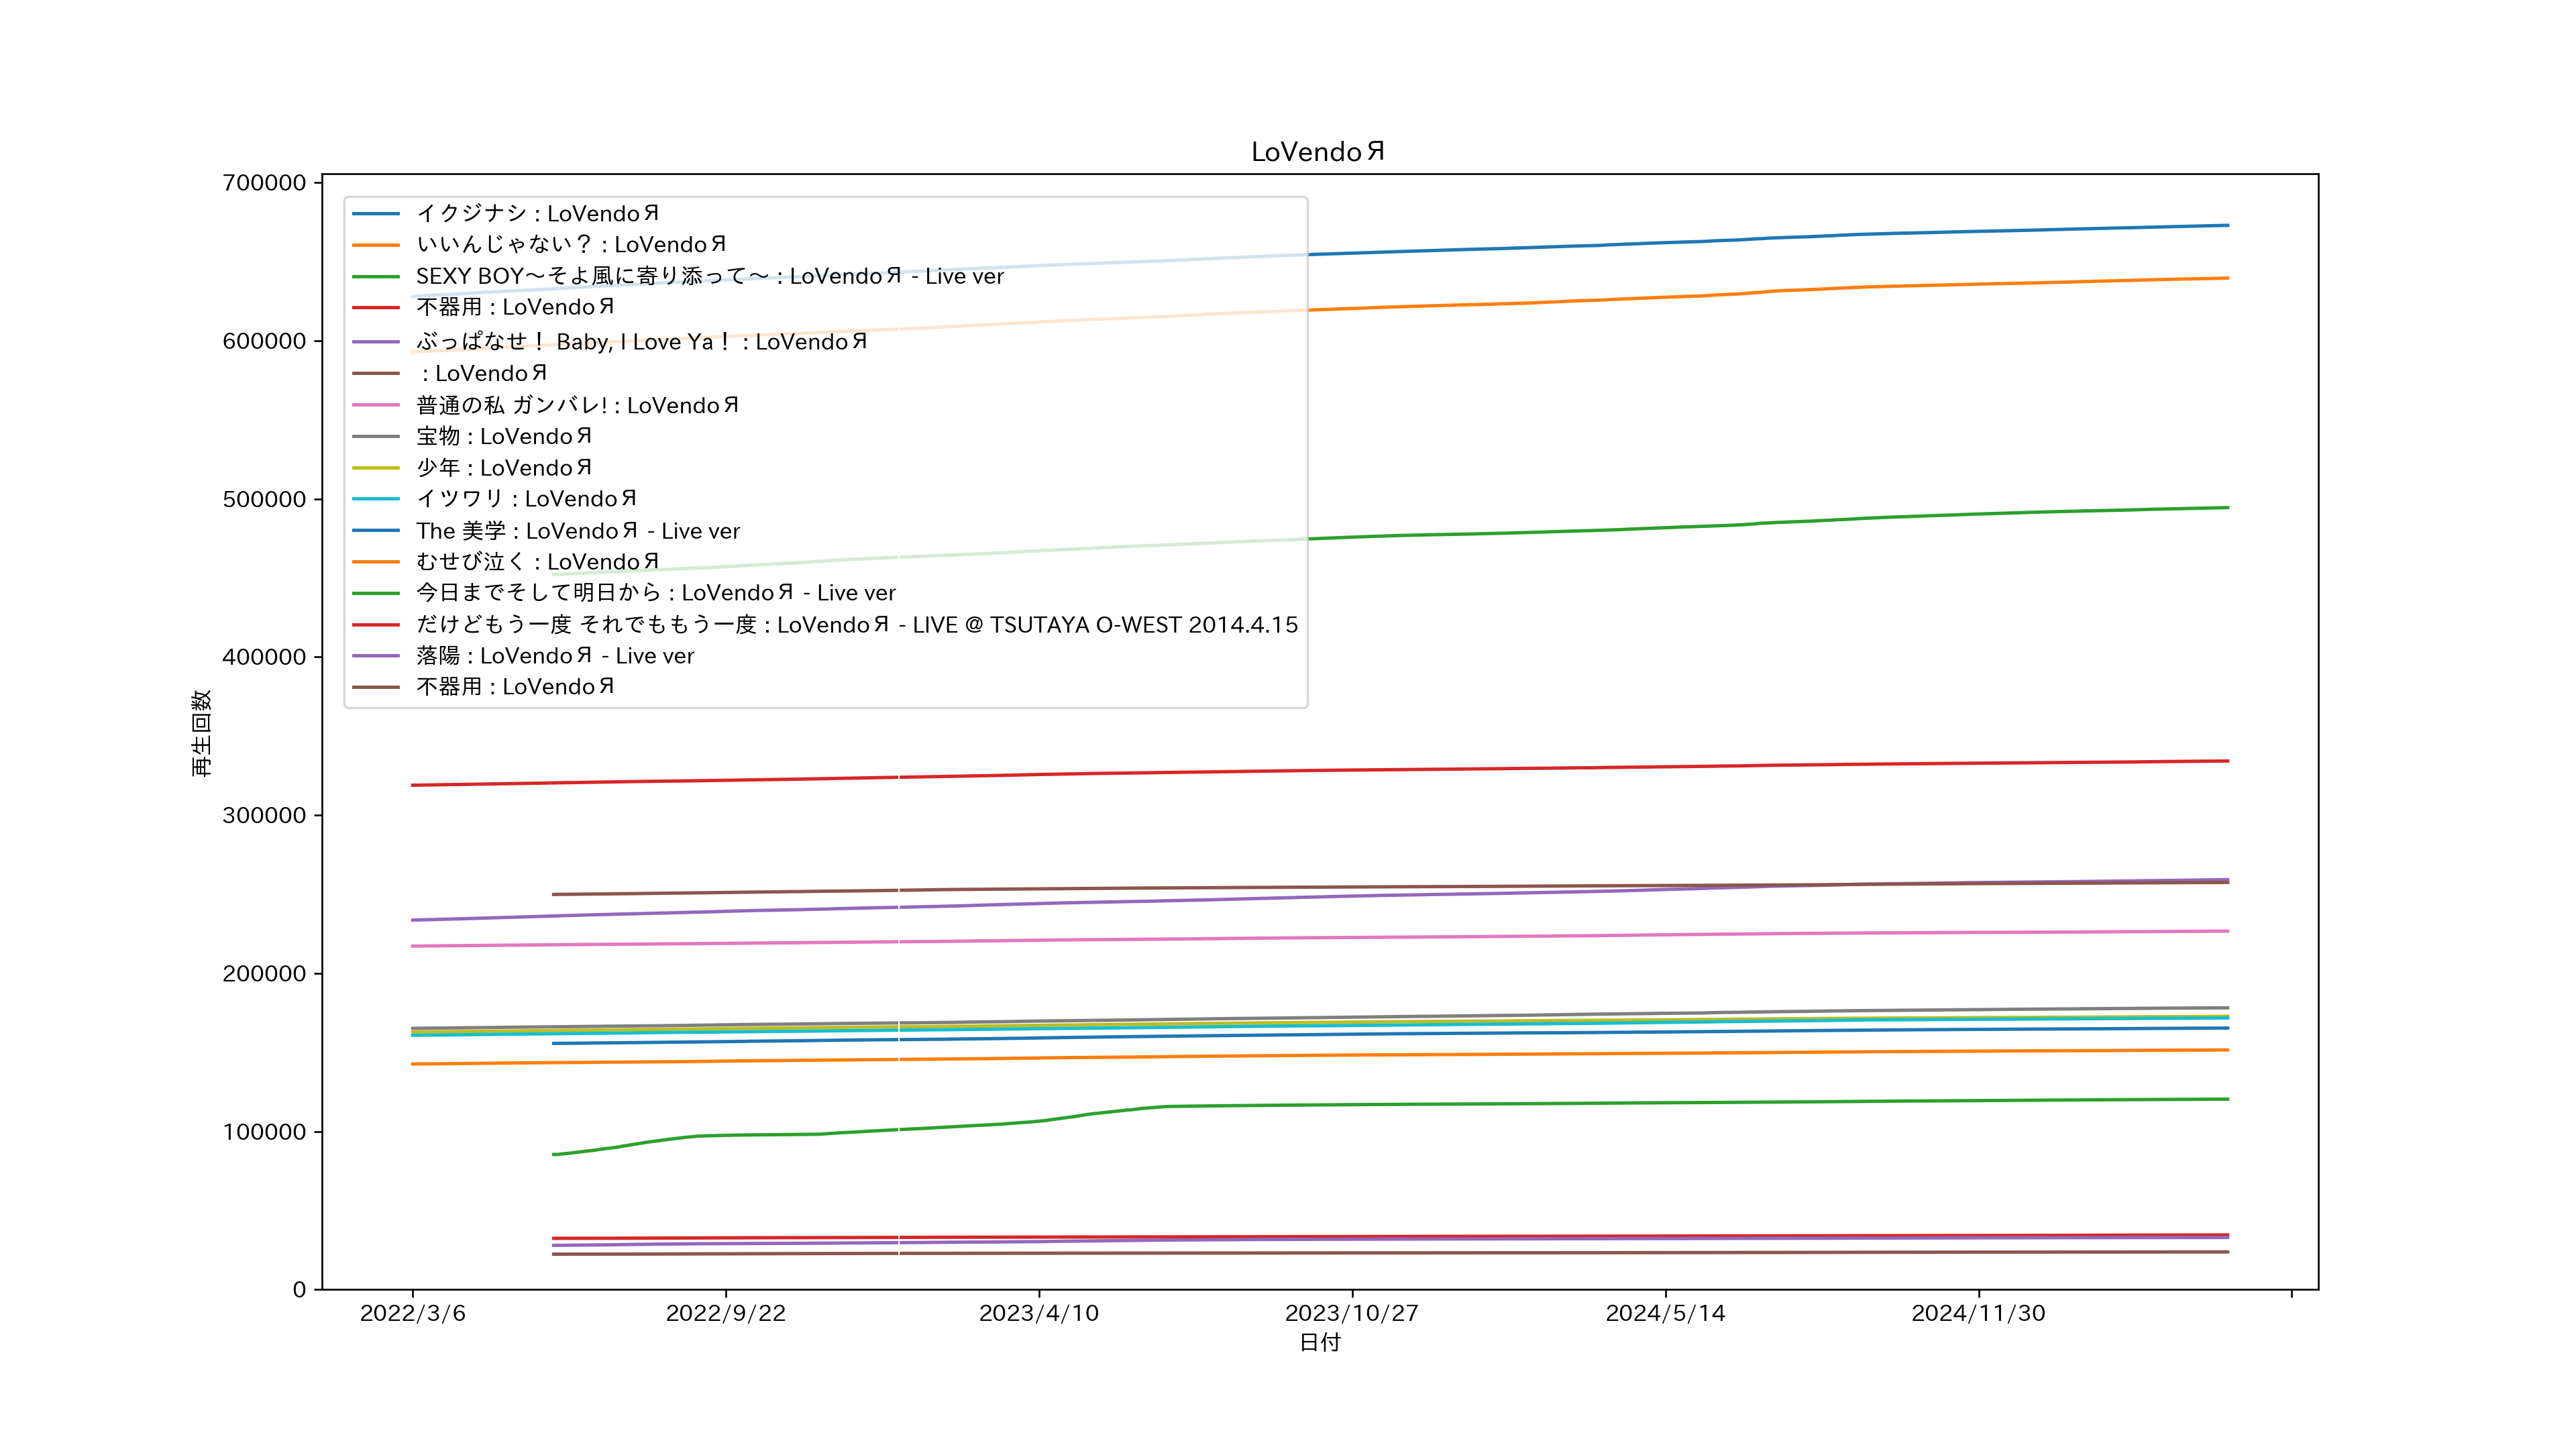 LoVendoЯ
700000
600000
500000
400000
300000
200000
100000
0
再生回数
イクジナシ : LoVendoЯ
いいんじゃない？ : LoVendoЯ
SEXY BOY～そよ風に寄り添って～ : LoVendoЯ - Live ver
不器用 : LoVendoЯ
ぶっぱなせ！ Baby, I Love Ya！ : LoVendoЯ
: LoVendoЯ
普通の私 ガンバレ! : LoVendoЯ
宝物 : LoVendoЯ
少年 : LoVendoЯ
イツワリ : LoVendoЯ
The 美学 : LoVendoЯ - Live ver
むせび泣く : LoVendoЯ
今日までそして明日から : LoVendoЯ - Live ver
だけどもう一度 それでももう一度 : LoVendoЯ - LIVE @ TSUTAYA O-WEST 2014.4.15
落陽 : LoVendoЯ - Live ver
不器用 : LoVendoЯ
2022/3/6 2022/9/22 2023/4/10 2023/10/27 2024/5/14 2024/11/30
日付